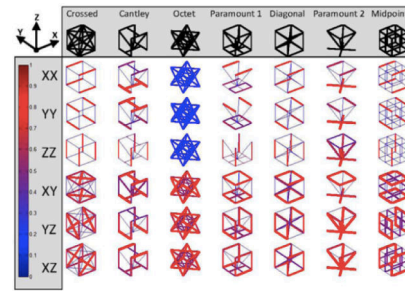 Z
Y X
Crossed Cantley Octet Paramount 1 Diagonal Paramount 2 Midpoint
XX
YY
ZZ
XY
YZ
XZ
1
0.9
0.8
0.7
0.6
0.5
0.4
0.3
0.2
0.1
0